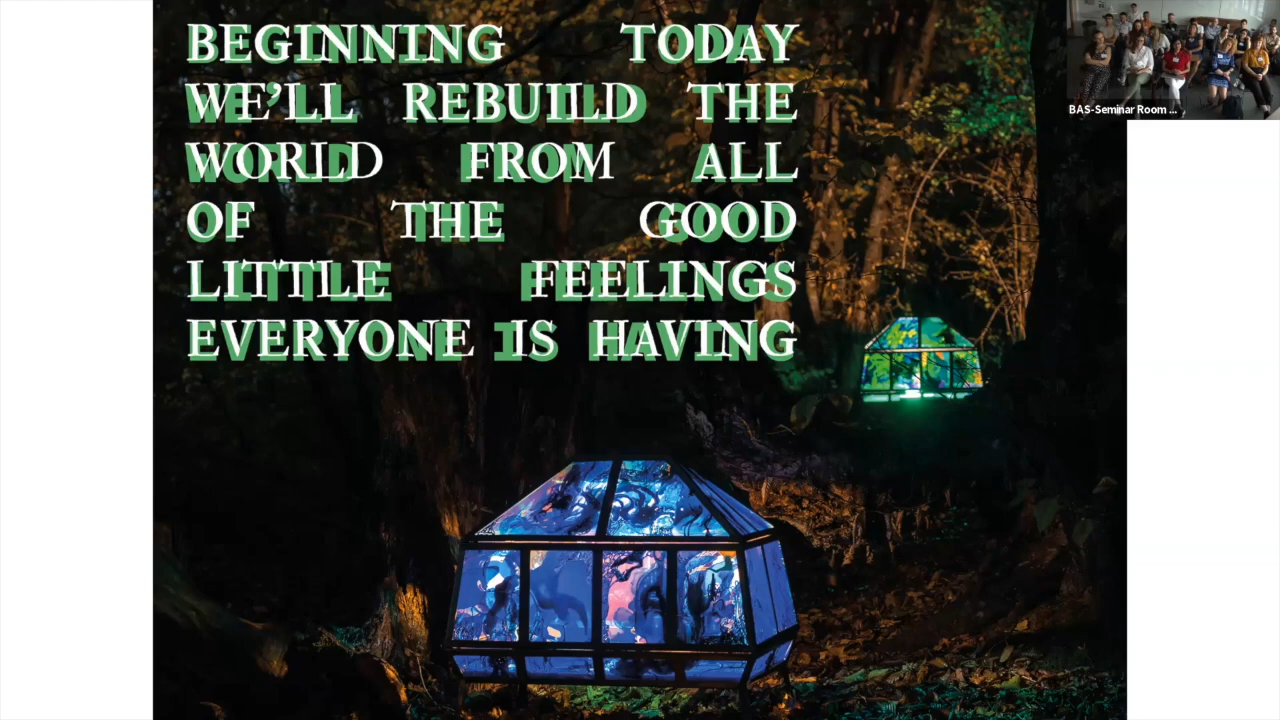 BEGINNING TODAY
WE'LL REBUILD THE
WORLD FROM ALL
OF THE GOOD
LITTLE FEELINGS
EVERYONE IS HAVING
BAS-Seminar Room ...